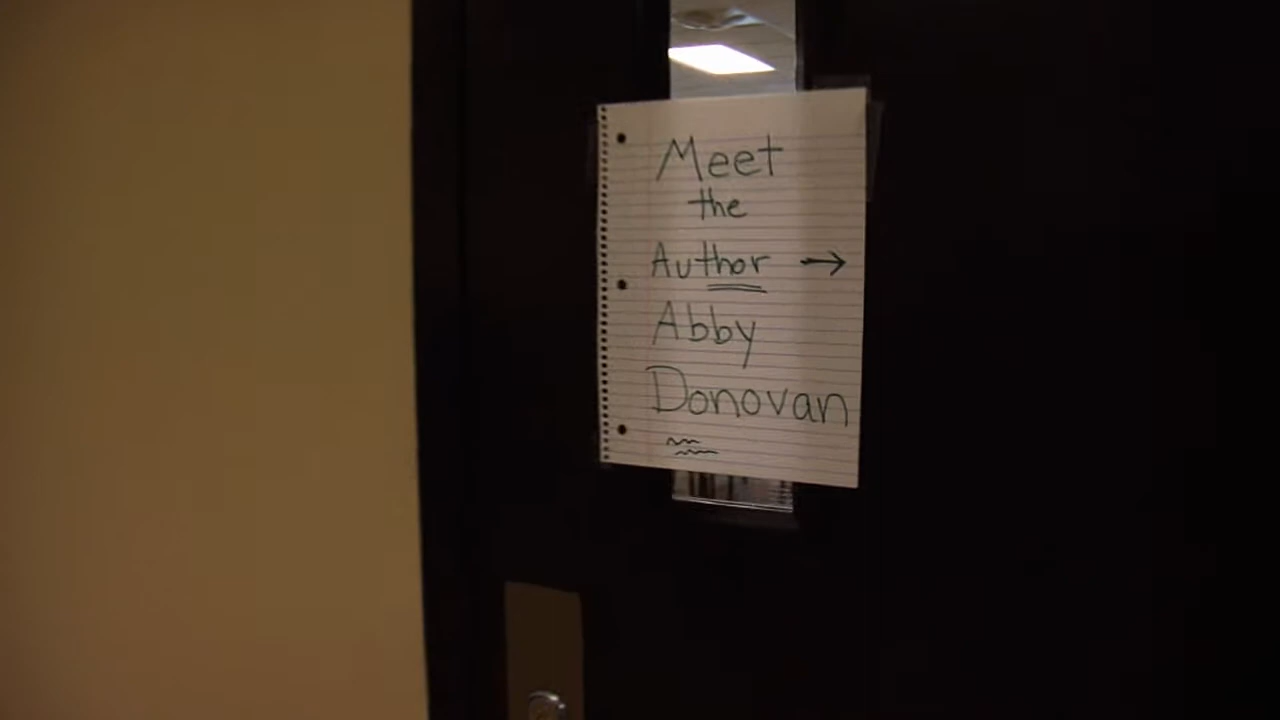 Meet
the
Author →
Abby
Donovan